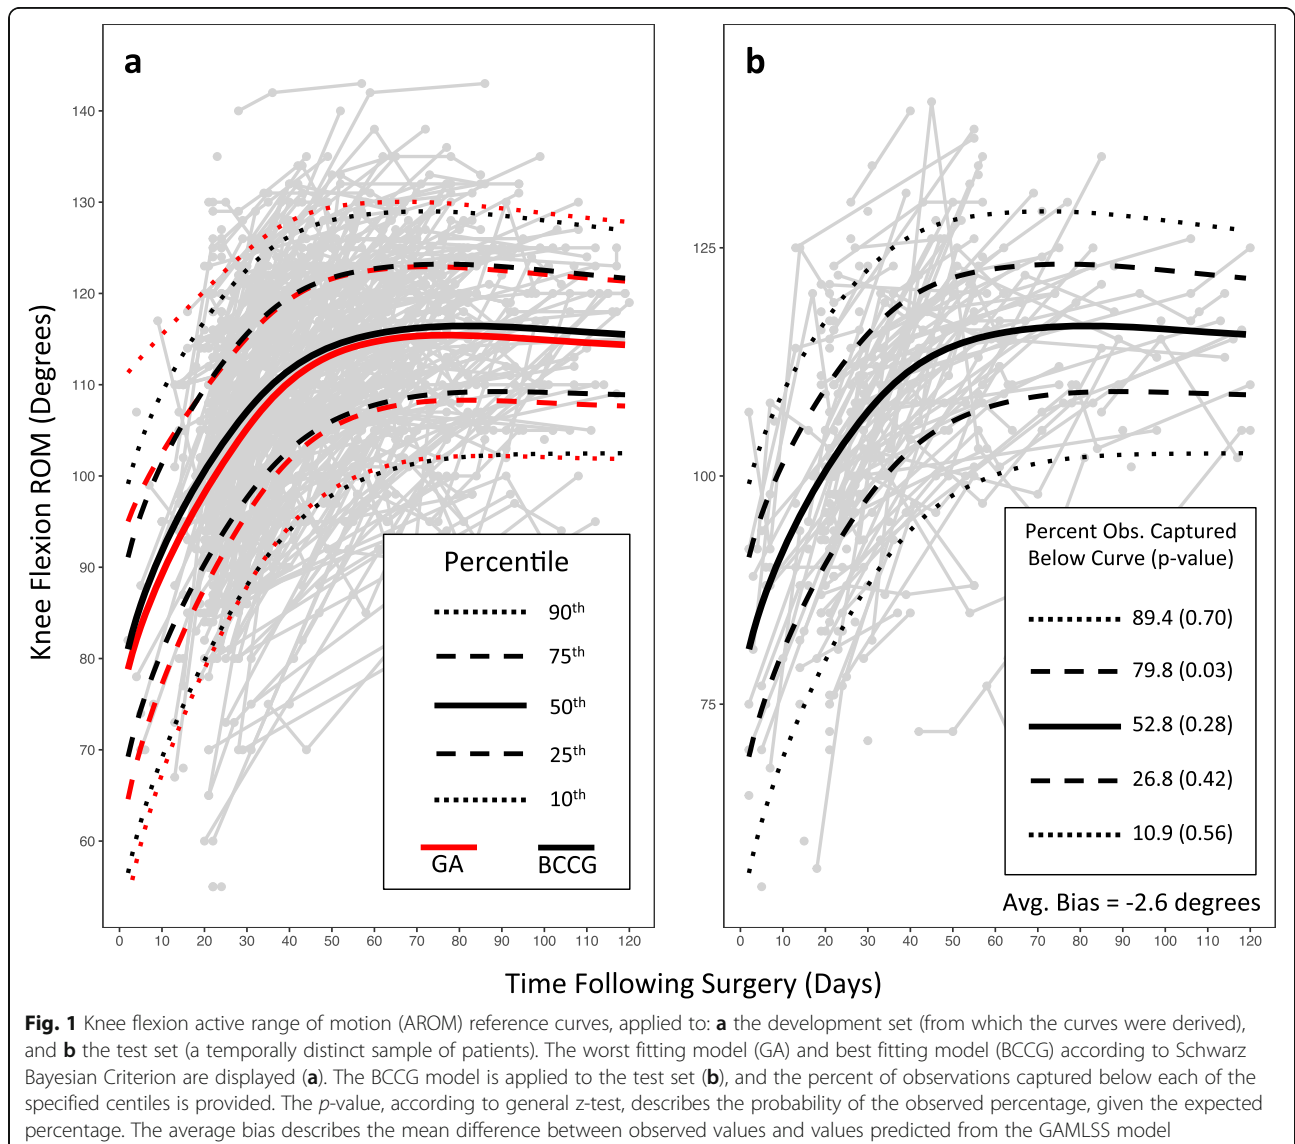 a
b
Knee Flexion ROM (Degrees)
140
130
120
110
100
90
80
70
60
125
100
75
Percentile
90th
75th
50th
25th
10th
GA BCCG
Percent Obs. Captured
Below Curve (p-value)
89.4 (0.70)
79.8 (0.03)
52.8 (0.28)
26.8 (0.42)
10.9 (0.56)
Avg. Bias = -2.6 degrees
0 10 20 30 40 50 60 70 80 90 100 110 120
0 10 20 30 40 50 60 70 80 90 100 110 120
Time Following Surgery (Days)
Fig. 1 Knee flexion active range of motion (AROM) reference curves, applied to: a the development set (from which the curves were derived),
and b the test set (a temporally distinct sample of patients). The worst fitting model (GA) and best fitting model (BCCG) according to Schwarz
Bayesian Criterion are displayed (a). The BCCG model is applied to the test set (b), and the percent of observations captured below each of the
specified centiles is provided. The p-value, according to general z-test, describes the probability of the observed percentage, given the expected
percentage. The average bias describes the mean difference between observed values and values predicted from the GAMLSS model